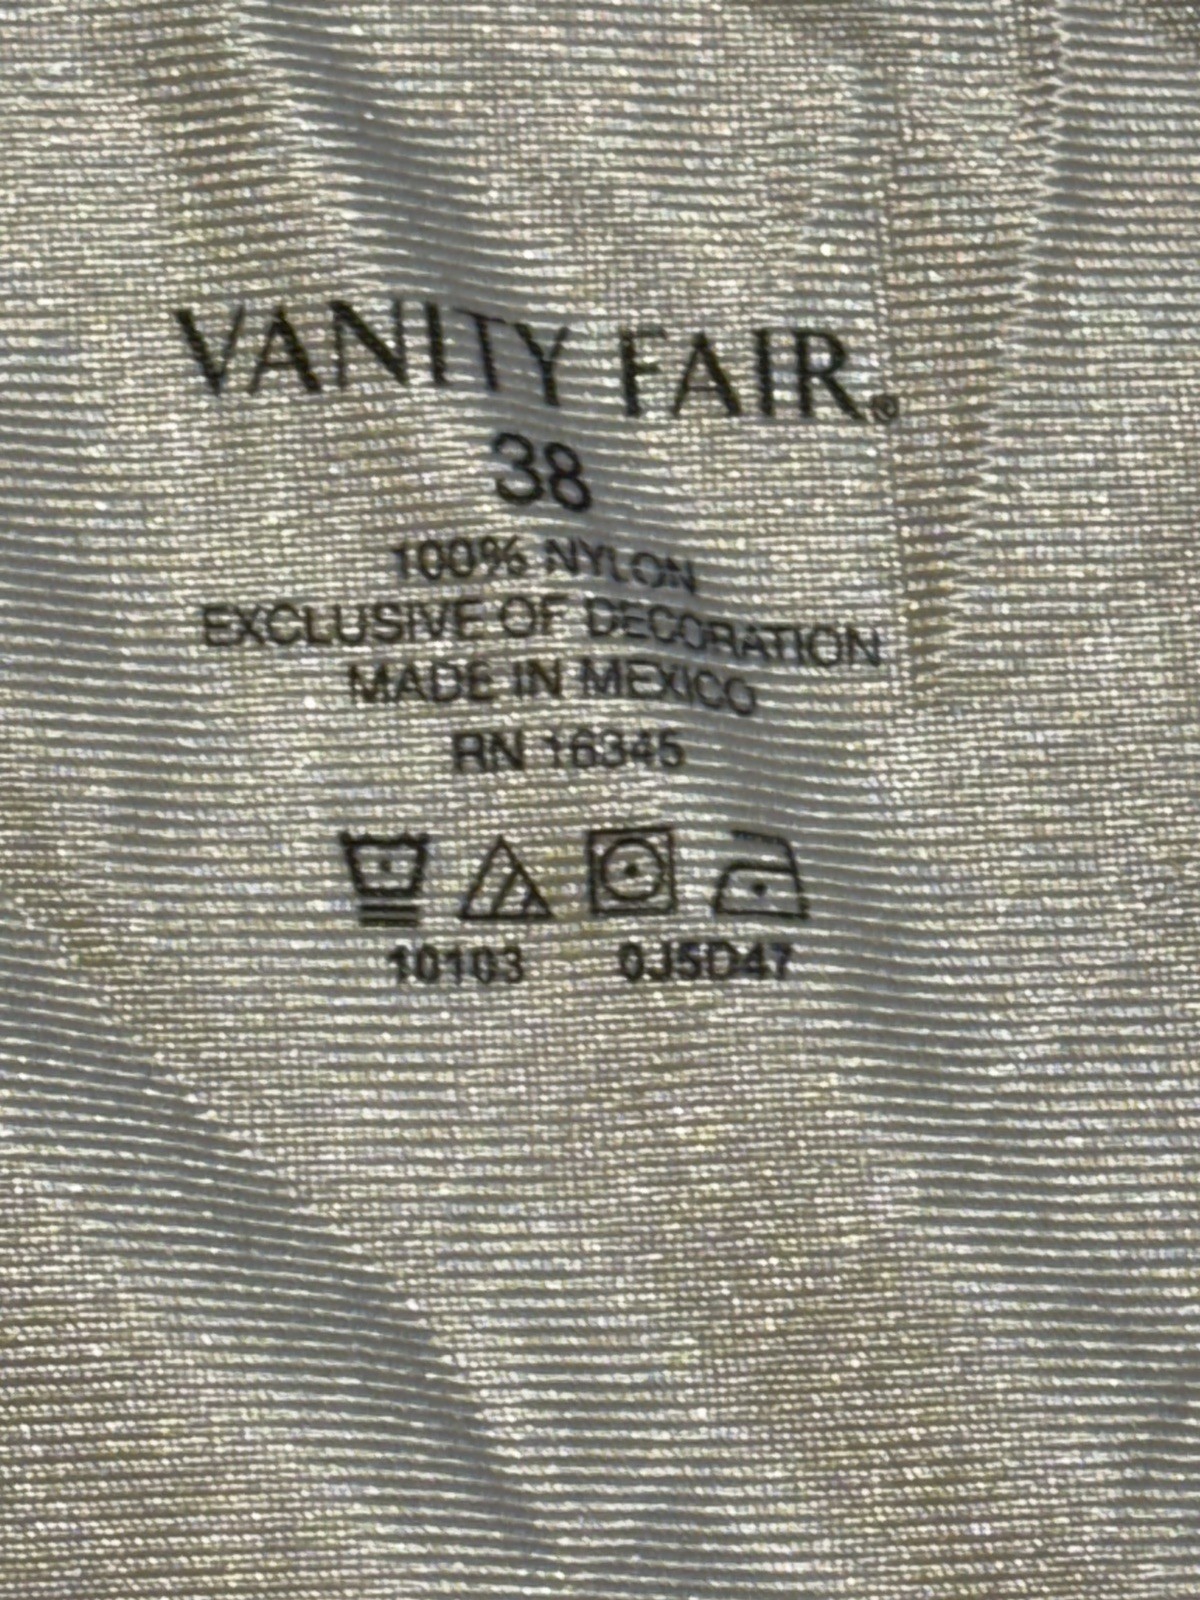 VANITY FAIR®
38
100% NYLON
EXCLUSIVE OF DECORATION
MADE IN MEXICO
RN 16345
10103 0J5D47